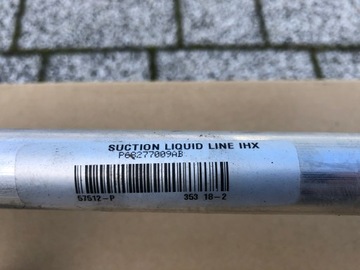 SUCTION LIQUID LINE IHX
P68277009AB
57512-P 353 18-2